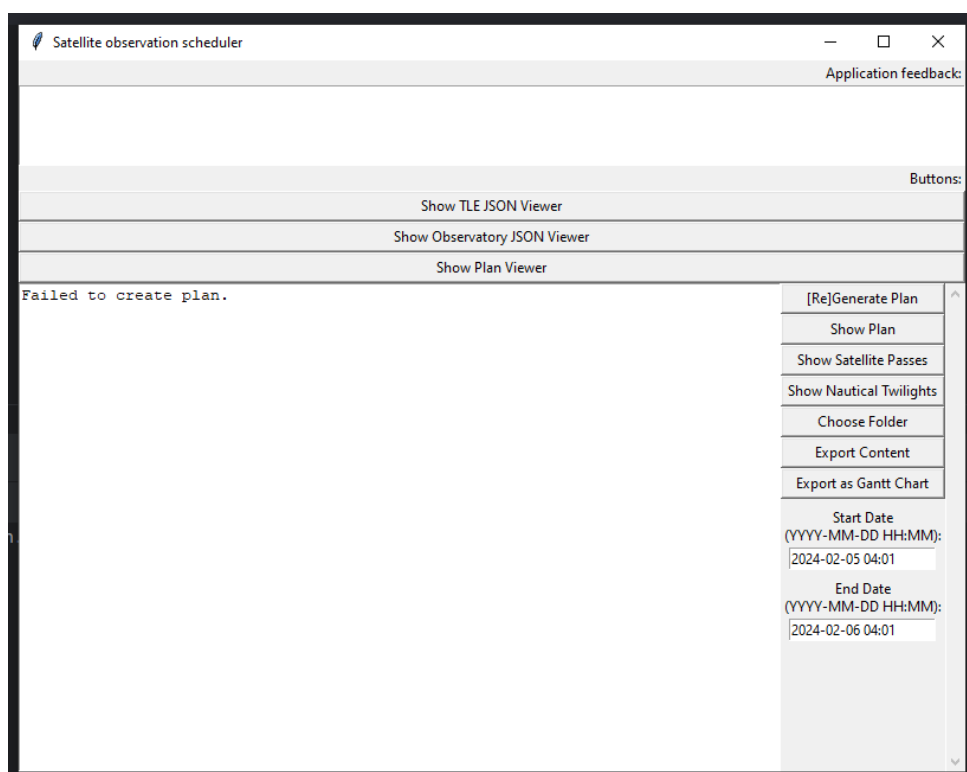 Satellite observation scheduler
Application feedback:
Buttons:
Show TLE JSON Viewer
Show Observatory JSON Viewer
Show Plan Viewer
Failed to create plan.
[Re]Generate Plan
Show Plan
Show Satellite Passes
Show Nautical Twilights
Choose Folder
Export Content
Export as Gantt Chart
Start Date
(YYYY-MM-DD HH:MM):
2024-02-05 04:01
End Date
(YYYY-MM-DD HH:MM):
2024-02-06 04:01